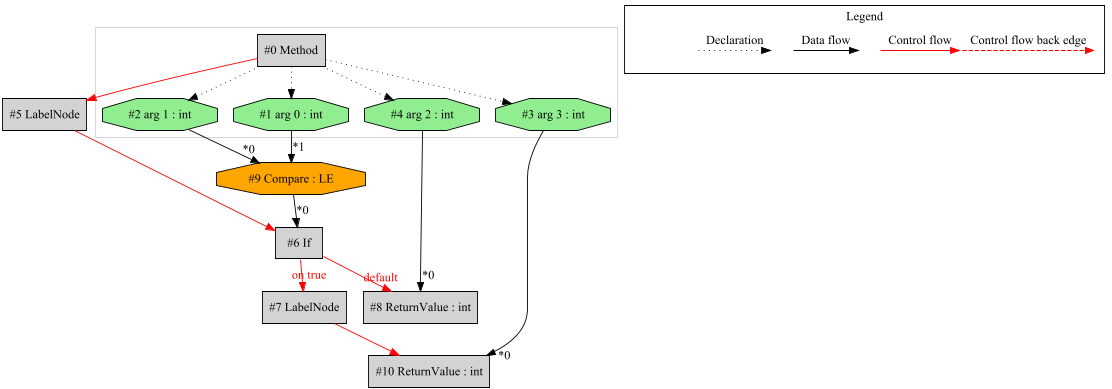 Legend
Declaration
Data flow
Control flow
Control flow back edge
#0 Method
#5 LabelNode
#2 arg 1 : int
#1 arg 0 : int
#4 arg 2 : int
#3 arg 3 : int
*0
*1
#9 Compare : LE
*0
#6 If
on true
default
*0
#7 LabelNode
#8 ReturnValue : int
*0
#10 ReturnValue : int